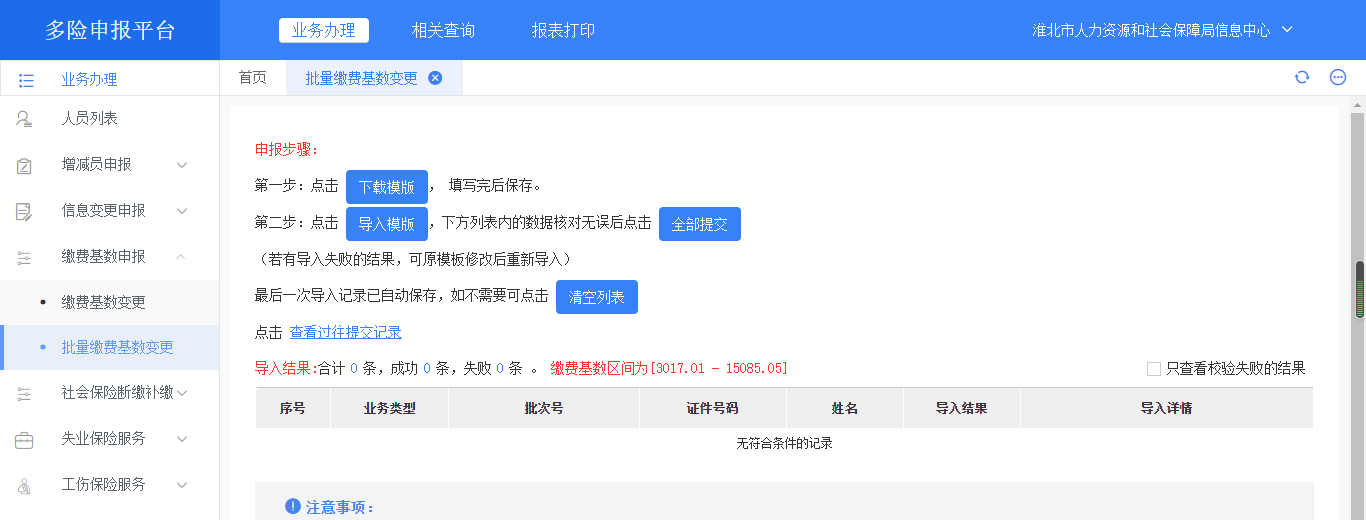 多险申报平台
业务办理
相关查询
报表打印
淮北市人力资源和社会保障局信息中心
业务办理
首页
批量缴费基数变更
人员列表
增减员申报
信息变更申报
缴费基数申报
缴费基数变更
批量缴费基数变更
社会保险断缴补缴
失业保险服务
工伤保险服务
申报步骤：
第一步：点击 下载模版， 填写完后保存。
第二步：点击 导入模版，下方列表内的数据核对无误后点击 全部提交
（若有导入失败的结果，可原模板修改后重新导入）
最后一次导入记录已自动保存，如不需要可点击 清空列表
点击 查看过往提交记录
导入结果:合计 0 条，成功 0 条，失败 0 条 。 缴费基数区间为[3017.01 - 15085.05]
只查看校验失败的结果
序号 业务类型 批次号 证件号码 姓名 导入结果 导入详情
无符合条件的记录
注意事项：